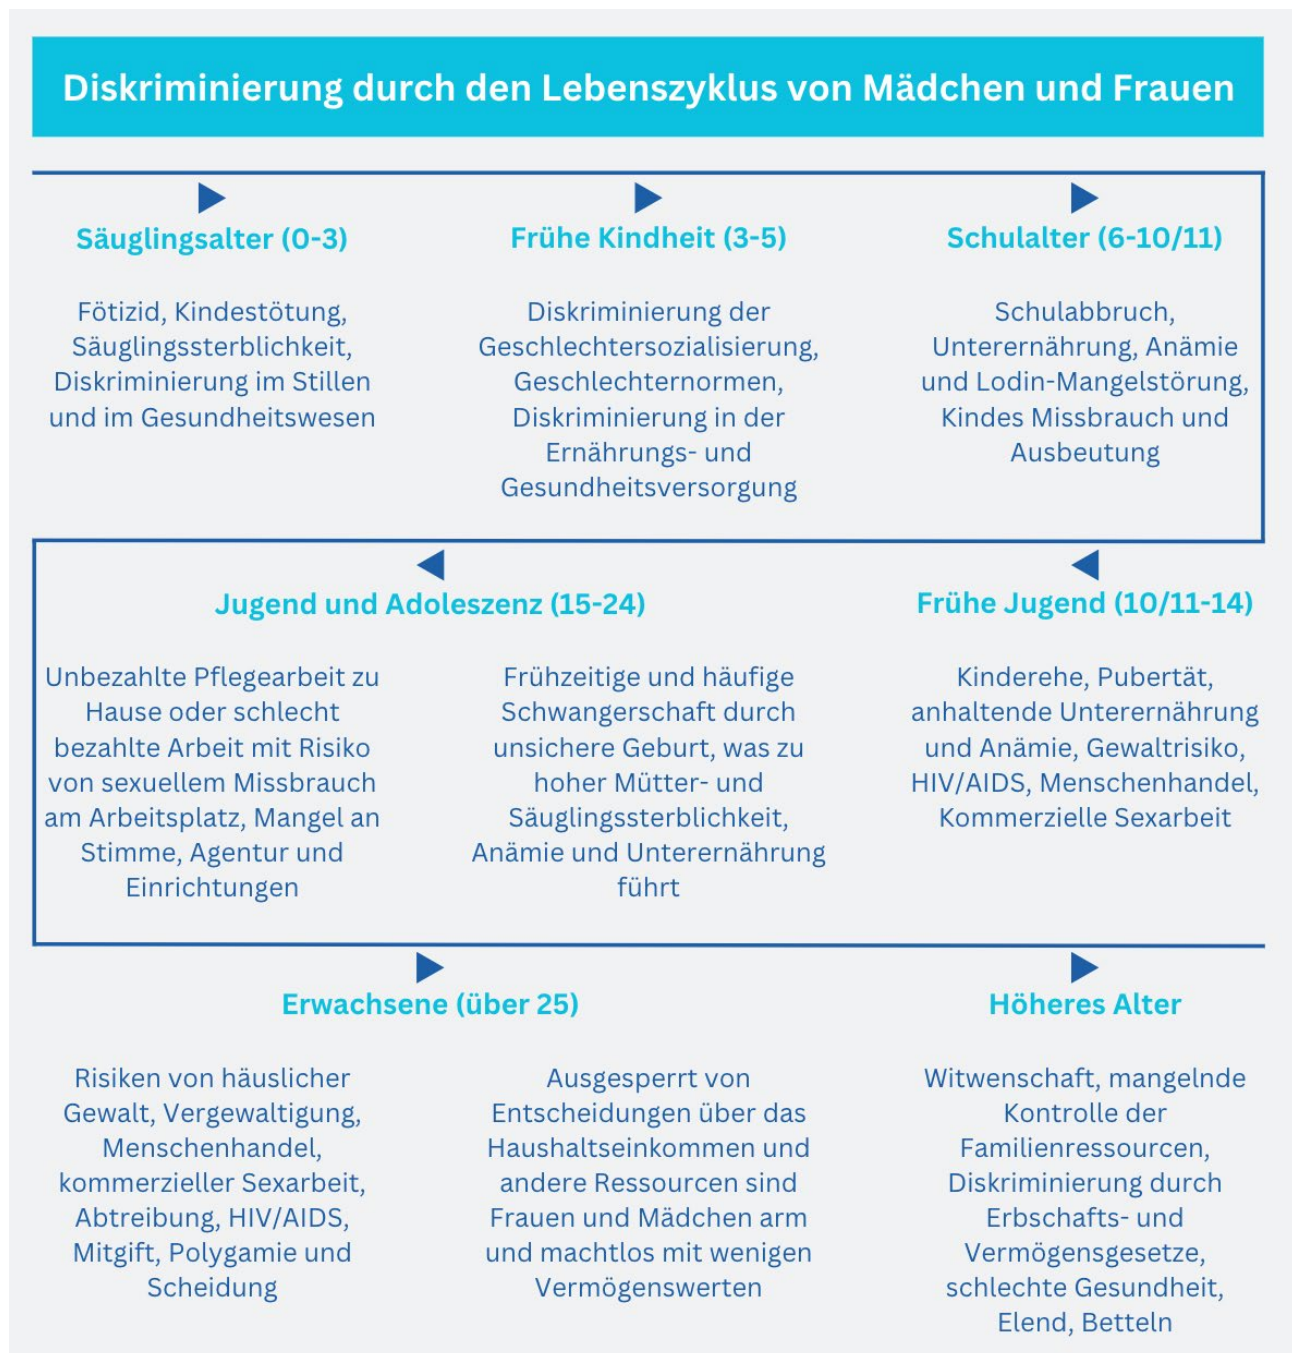 Diskriminierung durch den Lebenszyklus von Mädchen und Frauen
Säuglingsalter (0-3)
Fötizid, Kindestötung,
Säuglingssterblichkeit,
Diskriminierung im Stillen
und im Gesundheitswesen
Frühe Kindheit (3-5)
Diskriminierung der
Geschlechtersozialisierung,
Geschlechternormen,
Diskriminierung in der
Ernährungs- und
Gesundheitsversorgung
Schulalter (6-10/11)
Schulabbruch,
Unterernährung, Anämie
und Lodin-Mangelstörung,
Kindes Missbrauch und
Ausbeutung
Frühe Jugend (10/11-14)
Kinderehe, Pubertät,
anhaltende Unterernährung
und Anämie, Gewaltrisiko,
HIV/AIDS, Menschenhandel,
Kommerzielle Sexarbeit
Jugend und Adoleszenz (15-24)
Unbezahlte Pflegearbeit zu
Hause oder schlecht
bezahlte Arbeit mit Risiko
von sexuellem Missbrauch
am Arbeitsplatz, Mangel an
Stimme, Agentur und
Einrichtungen
Frühzeitige und häufige
Schwangerschaft durch
unsichere Geburt, was zu
hoher Mütter- und
Säuglingssterblichkeit,
Anämie und Unterernährung
führt
Erwachsene (über 25)
Risiken von häuslicher
Gewalt, Vergewaltigung,
Menschenhandel,
kommerzieller Sexarbeit,
Abtreibung, HIV/AIDS,
Mitgift, Polygamie und
Scheidung
Ausgesperrt von
Entscheidungen über das
Haushaltseinkommen und
andere Ressourcen sind
Frauen und Mädchen arm
und machtlos mit wenigen
Vermögenswerten
Höheres Alter
Witwenschaft, mangelnde
Kontrolle der
Familienressourcen,
Diskriminierung durch
Erbschafts- und
Vermögensgesetze,
schlechte Gesundheit,
Elend, Betteln